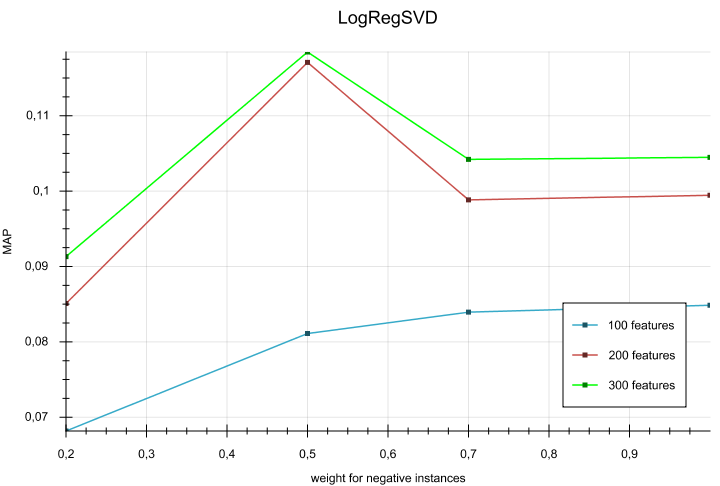 LogRegSVD
MAP
0,11
0,1
0,09
0,08
0,07
0,2 0,3 0,4 0,5 0,6 0,7 0,8 0,9
weight for negative instances
100 features
200 features
300 features